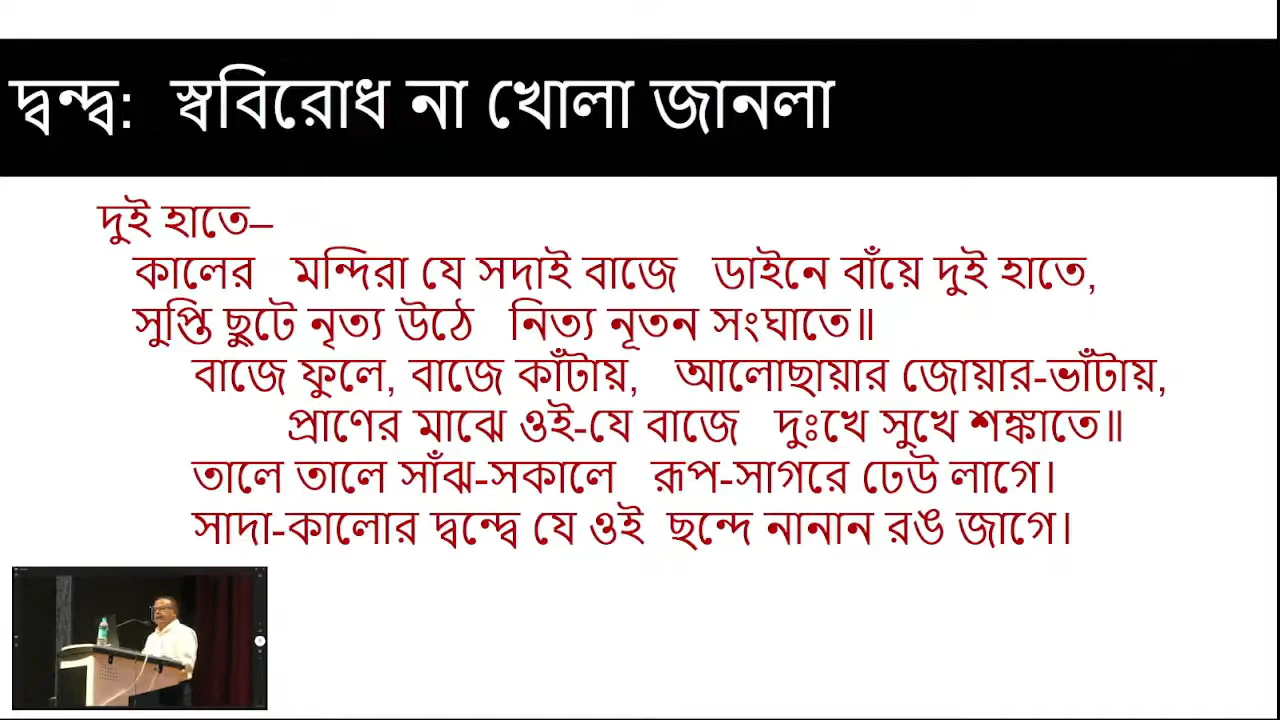 দ্বন্দ্ব: স্ববিরোধ না খোলা জানলা
দুই হাতে–
কালের মন্দিরা যে সদাই বাজে ডাইনে বাঁয়ে দুই হাতে,
সুপ্তি ছুটে নৃত্য উঠে নিত্য নূতন সংঘাতে॥
বাজে ফুলে, বাজে কাঁটায়, আলোছায়ার জোয়ার-ভাঁটায়,
প্রাণের মাঝে ওই-যে বাজে দুঃখে সুখে শঙ্কাতে॥
তালে তালে সাঁঝ-সকালে রূপ-সাগরে ঢেউ লাগে।
সাদা-কালোর দ্বন্দ্বে যে ওই ছন্দে নানান রঙ জাগে।